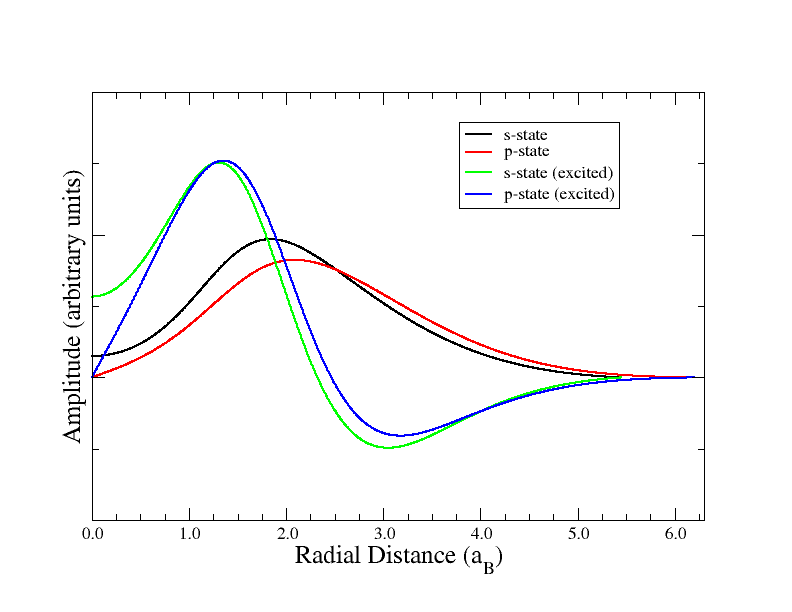 s-state
p-state
s-state (excited)
p-state (excited)
Amplitude (arbitrary units)
0.0 1.0 2.0 3.0 4.0 5.0 6.0
Radial Distance (a_B)